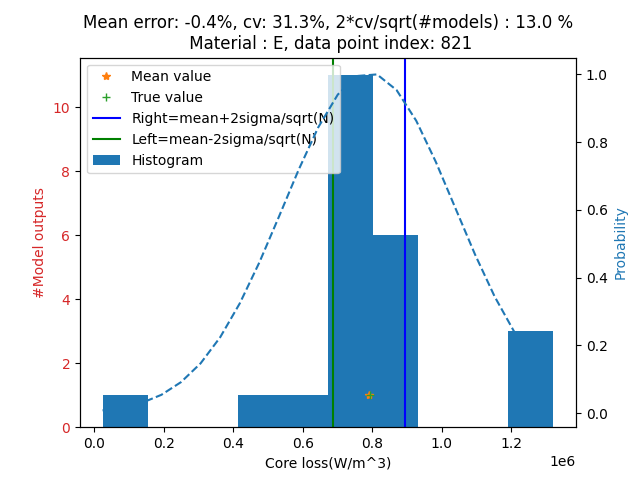 Mean error: -0.4%, cv: 31.3%, 2*cv/sqrt(#models) : 13.0 %
Material : E, data point index: 821
Mean value
True value
Right=mean+2sigma/sqrt(N)
Left=mean-2sigma/sqrt(N)
Histogram
#Model outputs
10
8
6
4
2
0
1.0
0.8
0.6
0.4
0.2
0.0
Probability
0.0 0.2 0.4 0.6 0.8 1.0 1.2
1e6
Core loss(W/m^3)